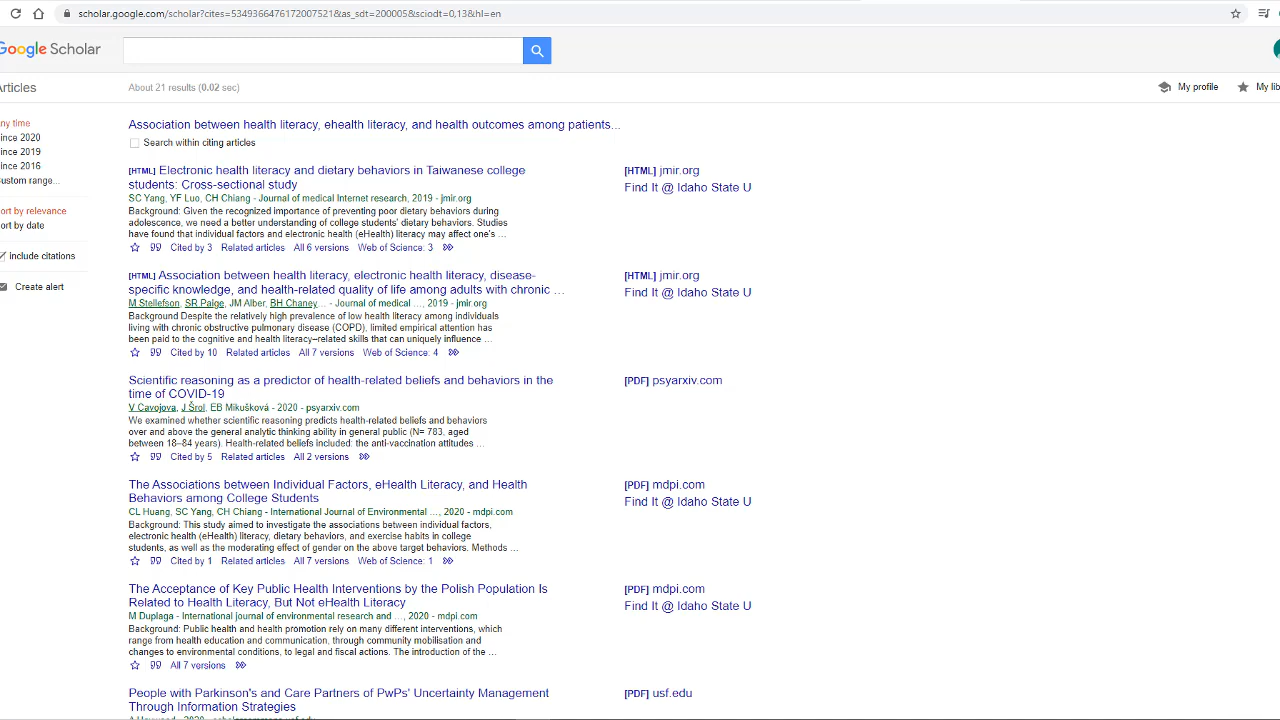 scholar.google.com/scholar?cites=5349366476172007521&as_sdt=200005&sciodt=0,13&hl=en
Google Scholar
Articles
About 21 results (0.02 sec)
My profile
My lib
ny time
ince 2020
ince 2019
ince 2016
ustom range...
ort by relevance
ort by date
include citations
Create alert
Association between health literacy, ehealth literacy, and health outcomes among patients...
Search within citing articles
[HTML] Electronic health literacy and dietary behaviors in Taiwanese college
students: Cross-sectional study
SC Yang, YF Luo, CH Chiang - Journal of medical Internet research, 2019 - jmir.org
Background: Given the recognized importance of preventing poor dietary behaviors during
adolescence, we need a better understanding of college students' dietary behaviors. Studies
have found that individual factors and electronic health (eHealth) literacy may affect one's ...
Cited by 3 Related articles All 6 versions Web of Science: 3
[HTML] jmir.org
Find It @ Idaho State U
[HTML] Association between health literacy, electronic health literacy, disease-
specific knowledge, and health-related quality of life among adults with chronic ...
M Stellefson, SR Paige, JM Alber, BH Chaney... - Journal of medical ..., 2019 - jmir.org
Background Despite the relatively high prevalence of low health literacy among individuals
living with chronic obstructive pulmonary disease (COPD), limited empirical attention has
been paid to the cognitive and health literacy–related skills that can uniquely influence ...
Cited by 10 Related articles All 7 versions Web of Science: 4
[HTML] jmir.org
Find It @ Idaho State U
Scientific reasoning as a predictor of health-related beliefs and behaviors in the
time of COVID-19
V Cavojova, J Šrol, EB Mikušková - 2020 - psyarxiv.com
We examined whether scientific reasoning predicts health-related beliefs and behaviors
over and above the general analytic thinking ability in general public (N= 783, aged
between 18–84 years). Health-related beliefs included: the anti-vaccination attitudes ...
Cited by 5 Related articles All 2 versions
[PDF] psyarxiv.com
The Associations between Individual Factors, eHealth Literacy, and Health
Behaviors among College Students
CL Huang, SC Yang, CH Chiang - International Journal of Environmental ..., 2020 - mdpi.com
Background: This study aimed to investigate the associations between individual factors,
electronic health (eHealth) literacy, dietary behaviors, and exercise habits in college
students, as well as the moderating effect of gender on the above target behaviors. Methods ...
Cited by 1 Related articles All 7 versions Web of Science: 1
[PDF] mdpi.com
Find It @ Idaho State U
The Acceptance of Key Public Health Interventions by the Polish Population Is
Related to Health Literacy, But Not eHealth Literacy
M Duplaga - International journal of environmental research and ..., 2020 - mdpi.com
Background: Public health and health promotion rely on many different interventions, which
range from health education and communication, through community mobilisation and
changes to environmental conditions, to legal and fiscal actions. The introduction of the ...
All 7 versions
[PDF] mdpi.com
Find It @ Idaho State U
People with Parkinson's and Care Partners of PwPs' Uncertainty Management
Through Information Strategies
[PDF] usf.edu